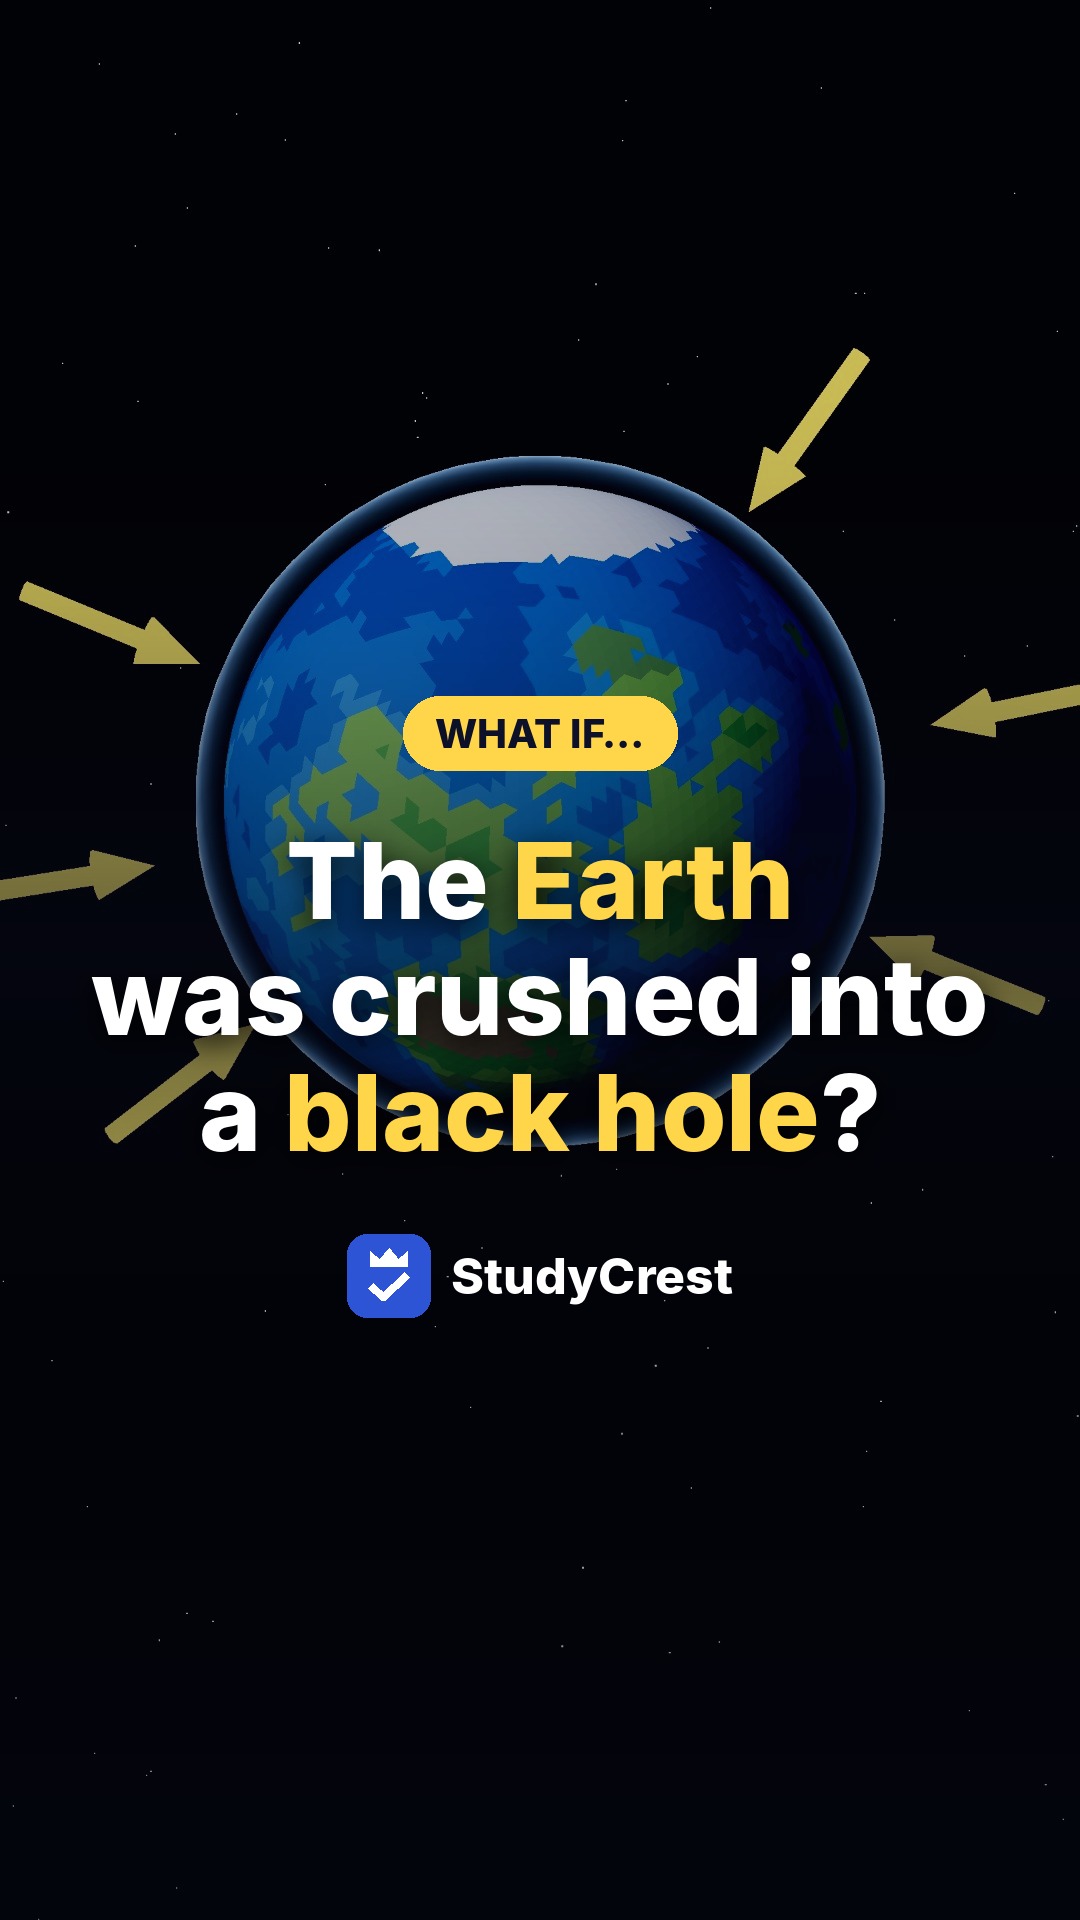 WHAT IF...
The Earth
was crushed into
a black hole?
StudyCrest